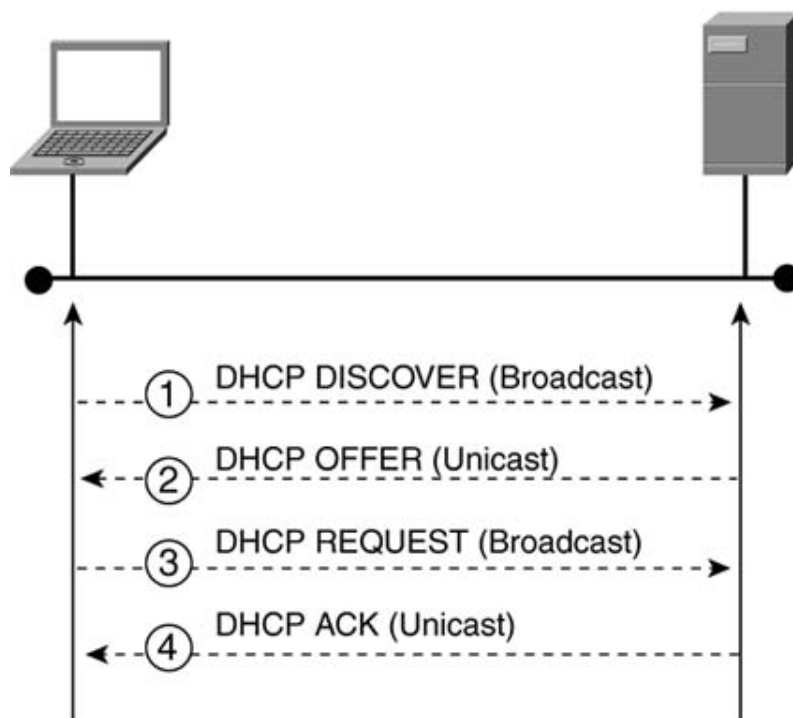 1 DHCP DISCOVER (Broadcast)
2 DHCP OFFER (Unicast)
3 DHCP REQUEST (Broadcast)
4 DHCP ACK (Unicast)